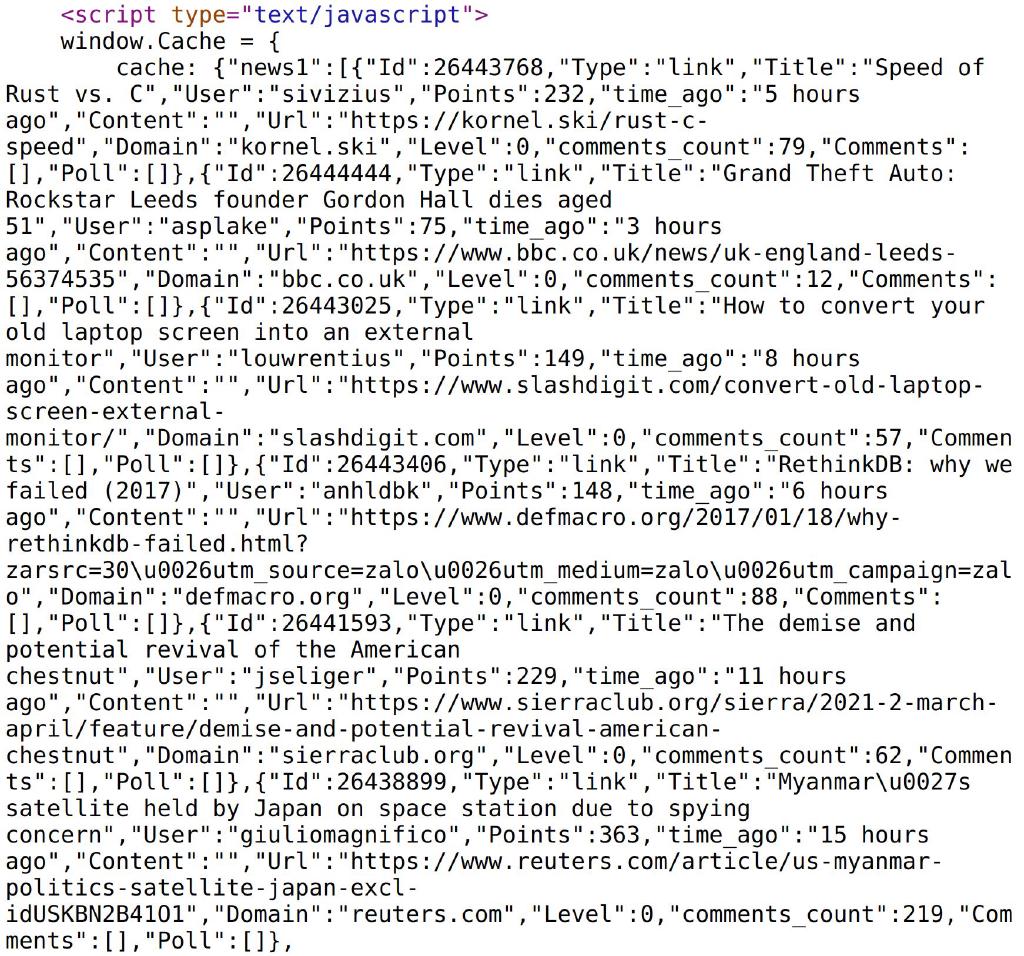 <script type="text/javascript">
window.Cache = {
cache: {"news1":[{"Id":26443768,"Type":"link","Title":"Speed of
Rust vs. C","User":"sivizius","Points":232,"time_ago":"5 hours
ago","Content":"","Url":"https://kornel.ski/rust-c-
speed","Domain":"kornel.ski","Level":0,"comments_count":79,"Comments":
[],"Poll":[]},{"Id":26444444,"Type":"link","Title":"Grand Theft Auto:
Rockstar Leeds founder Gordon Hall dies aged
51","User":"asplake","Points":75,"time_ago":"3 hours
ago","Content":"","Url":"https://www.bbc.co.uk/news/uk-england-leeds-
56374535","Domain":"bbc.co.uk","Level":0,"comments_count":12,"Comments":
[],"Poll":[]},{"Id":26443025,"Type":"link","Title":"How to convert your
old laptop screen into an external
monitor","User":"louwrentius","Points":149,"time_ago":"8 hours
ago","Content":"","Url":"https://www.slashdigit.com/convert-old-laptop-
screen-external-
monitor/","Domain":"slashdigit.com","Level":0,"comments_count":57,"Commen
ts":[],"Poll":[]},{"Id":26443406,"Type":"link","Title":"RethinkDB: why we
failed (2017)","User":"anhldbk","Points":148,"time_ago":"6 hours
ago","Content":"","Url":"https://www.defmacro.org/2017/01/18/why-
rethinkdb-failed.html?
zarsrc=30\u0026utm_source=zalo\u0026utm_medium=zalo\u0026utm_campaign=zal
o","Domain":"defmacro.org","Level":0,"comments_count":88,"Comments":
[],"Poll":[]},{"Id":26441593,"Type":"link","Title":"The demise and
potential revival of the American
chestnut","User":"jseliger","Points":229,"time_ago":"11 hours
ago","Content":"","Url":"https://www.sierraclub.org/sierra/2021-2-march-
april/feature/demise-and-potential-revival-american-
chestnut","Domain":"sierraclub.org","Level":0,"comments_count":62,"Commen
ts":[],"Poll":[]},{"Id":26438899,"Type":"link","Title":"Myanmar\u0027s
satellite held by Japan on space station due to spying
concern","User":"giuliomagnifico","Points":363,"time_ago":"15 hours
ago","Content":"","Url":"https://www.reuters.com/article/us-myanmar-
politics-satellite-japan-excl-
idUSKBN2B41O1","Domain":"reuters.com","Level":0,"comments_count":219,"Com
ments":[],"Poll":[]},